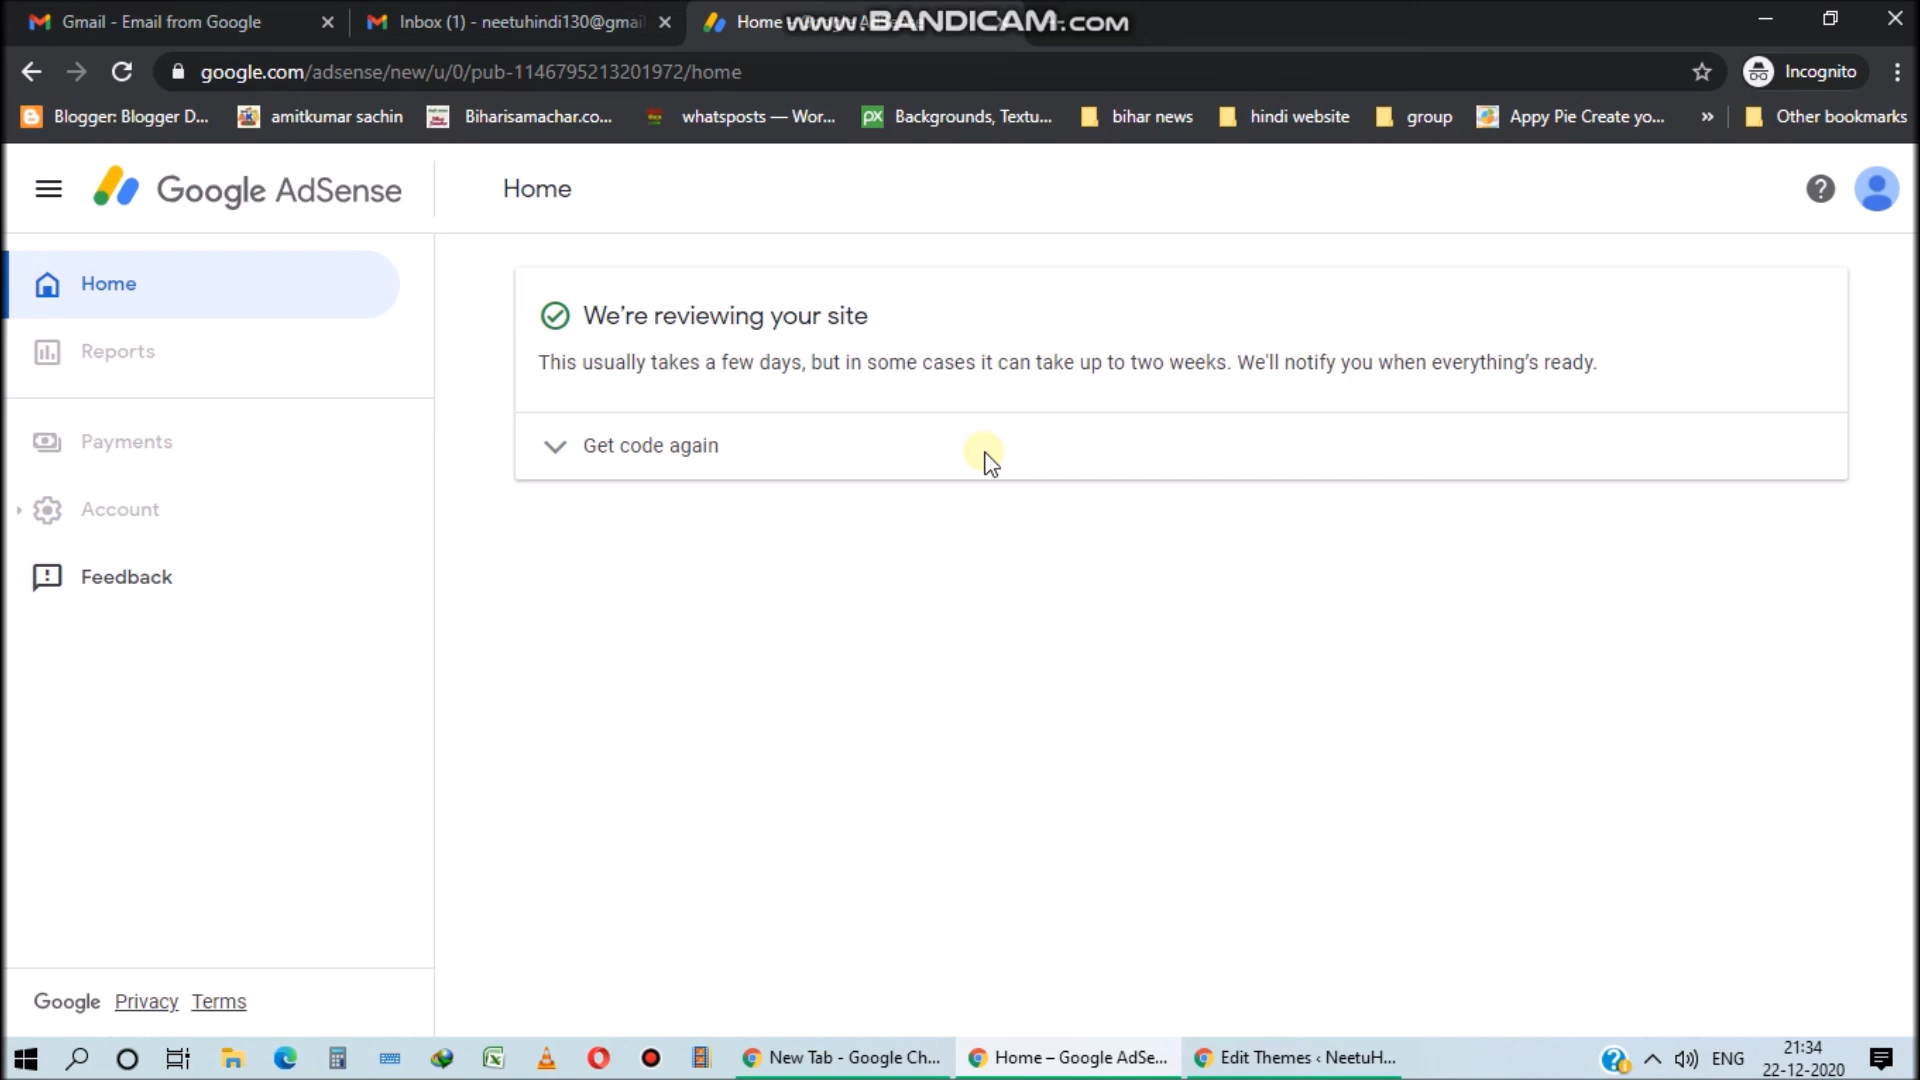 Gmail - Email from Google
Inbox (1) - neetuhindi130@gmai
Home
www.BANDICAM.com
google.com/adsense/new/u/0/pub-1146795213201972/home
Incognito
Blogger: Blogger D...
amitkumar sachin
Biharisamachar.co...
whatsposts — Wor...
Backgrounds, Textu...
bihar news
hindi website
group
Appy Pie Create yo...
»
Other bookmarks
Google AdSense
Home
Home
Reports
Payments
Account
Feedback
We're reviewing your site
This usually takes a few days, but in some cases it can take up to two weeks. We'll notify you when everything's ready.
Get code again
Google Privacy Terms
New Tab - Google Ch...
Home – Google AdSe...
Edit Themes ‹ NeetuH...
ENG
21:34
22-12-2020